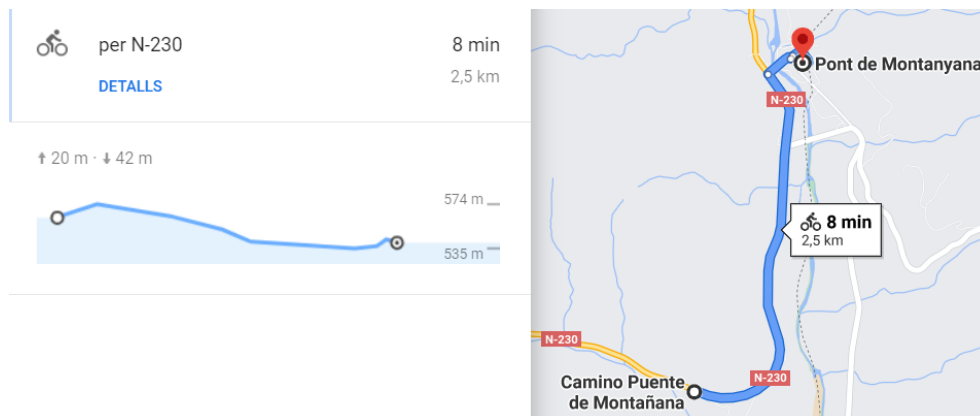 per N-230
8 min
DETALLS
2,5 km
↑ 20 m · ↓ 42 m
574 m
535 m
Pont de Montanyana
N-230
8 min
2,5 km
N-230
N-230
Camino Puente
de Montañana